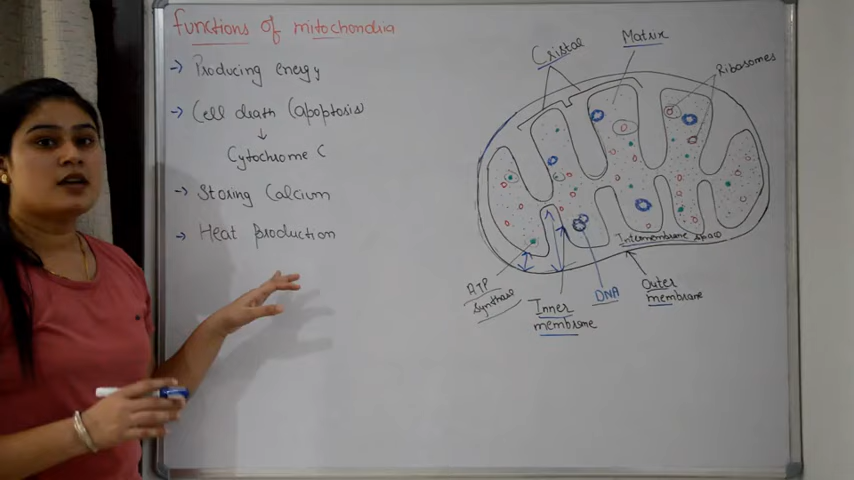 functions of mitochondria
→ Producing energy
→ Cell death (apoptosis)
↓
Cytochrome C
→ Storing Calcium
→ Heat production
Cristae
Matrix
Ribosomes
Intermembrane space
ATP
synthase
Inner
membrane
DNA
Outer
membrane